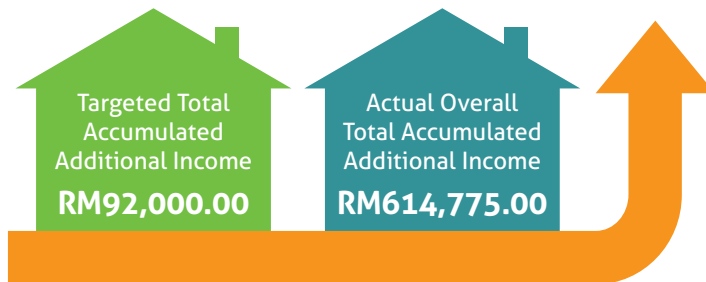 Targeted Total
Accumulated
Additional Income
RM92,000.00
Actual Overall
Total Accumulated
Additional Income
RM614,775.00